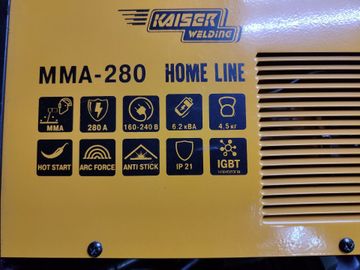 KAISER
WELDING
MMA-280 HOME LINE
MMA 280 A 160-240 В 6.2 кВА 4.5 кг
HOT START ARC FORCE ANTI STICK IP 21 IGBT